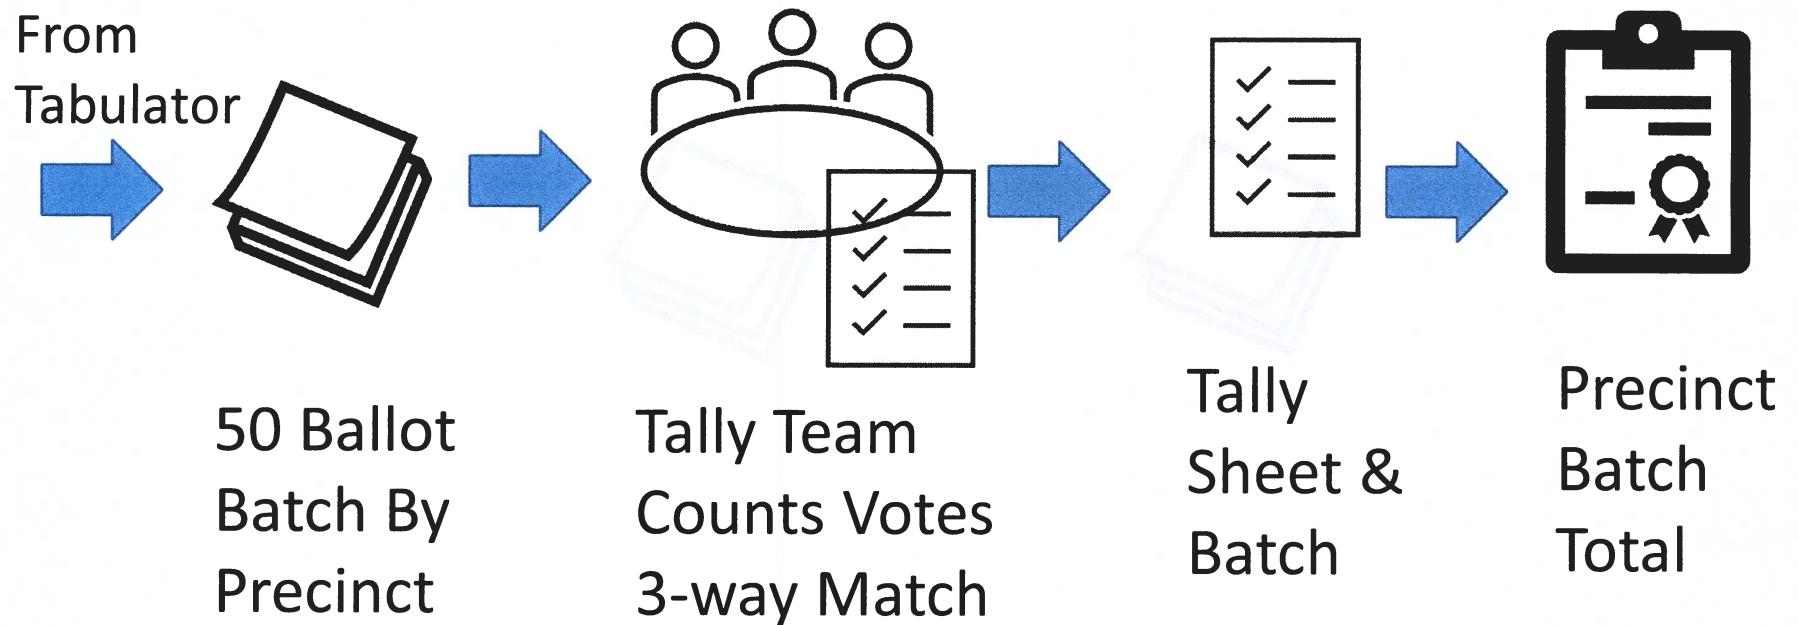 From
Tabulator
50 Ballot
Batch By
Precinct
Tally Team
Counts Votes
3-way Match
Tally
Sheet &
Batch
Precinct
Batch
Total